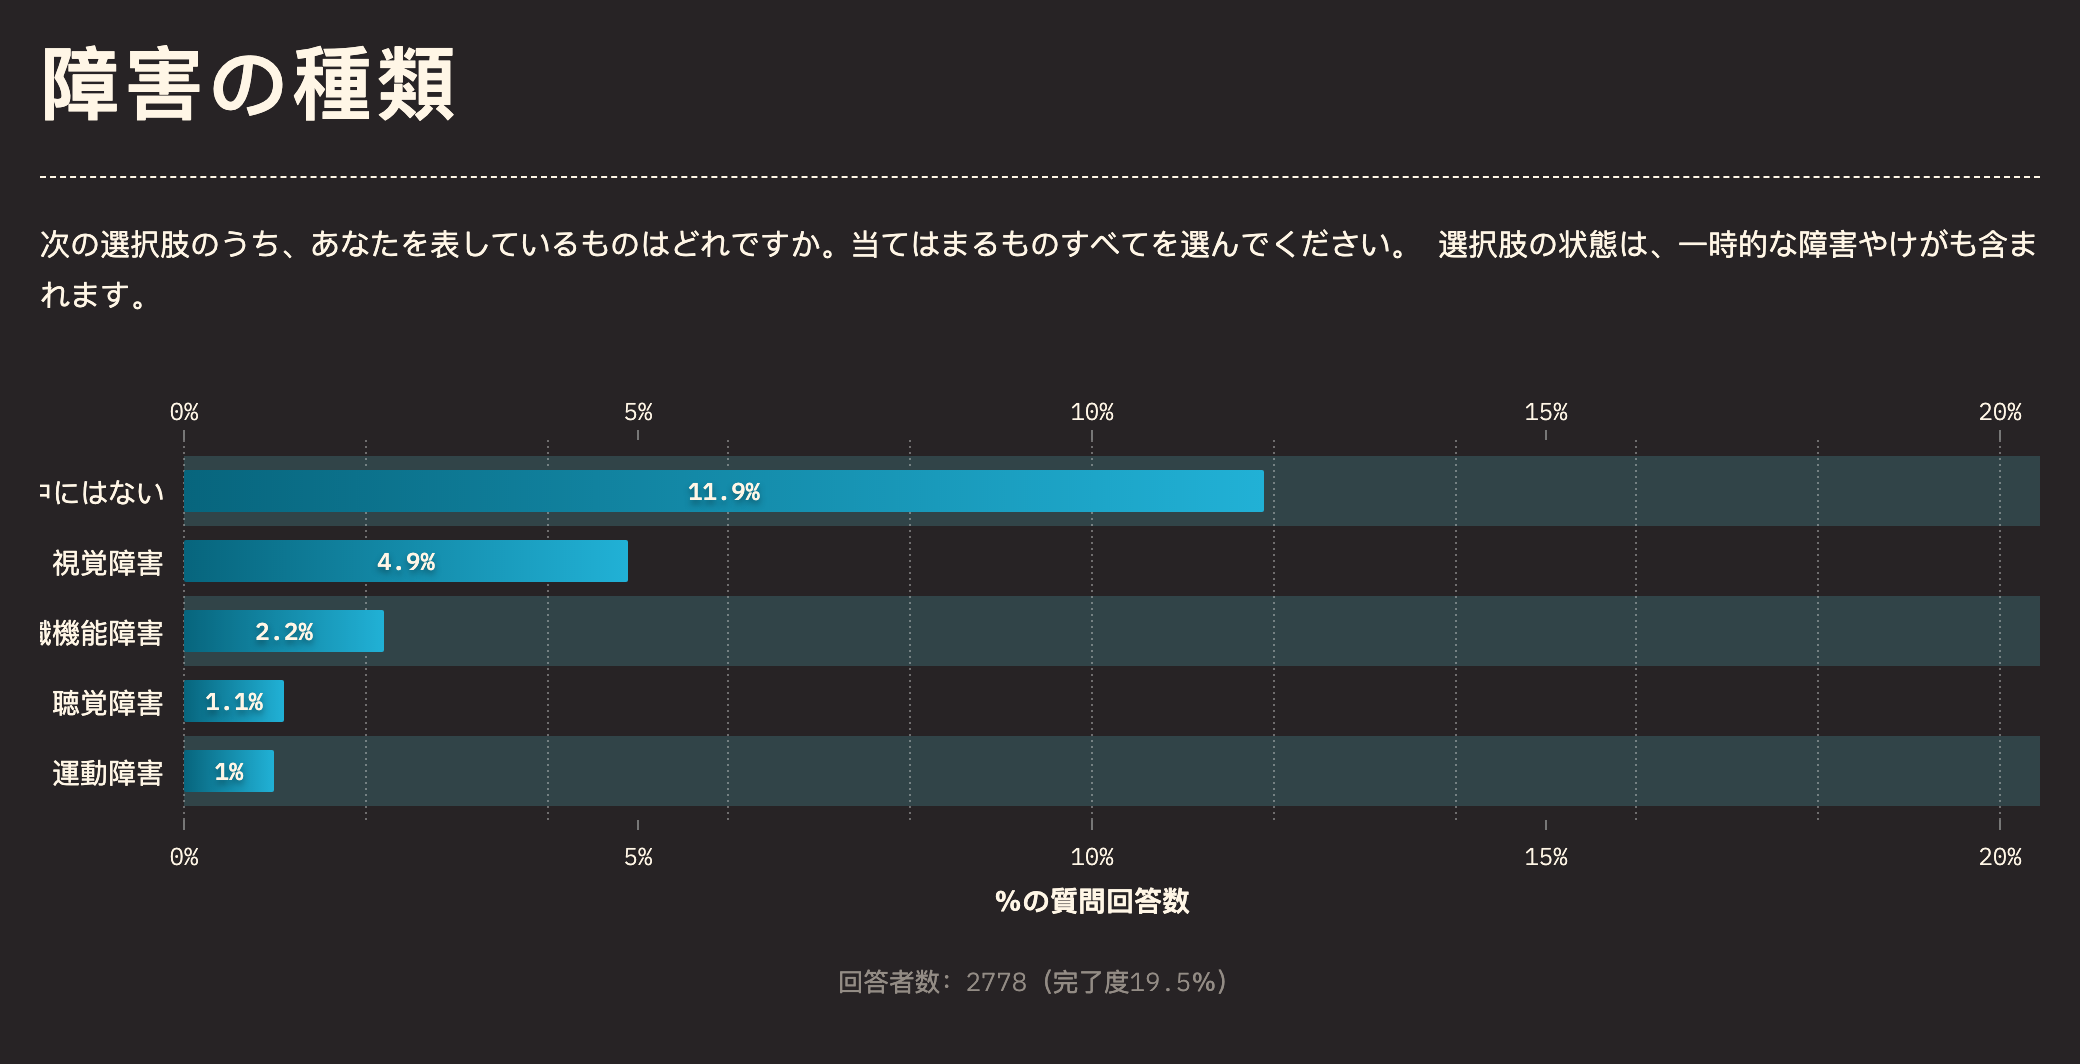 障害の種類
次の選択肢のうち、あなたを表しているものはどれですか。当てはまるものすべてを選んでください。 選択肢の状態は、一時的な障害やけがも含ま
れます。
0% 5% 10% 15% 20%
にはない 11.9%
視覚障害 4.9%
機能障害 2.2%
聴覚障害 1.1%
運動障害 1%
0% 5% 10% 15% 20%
%の質問回答数
回答者数: 2778 (完了度19.5%)